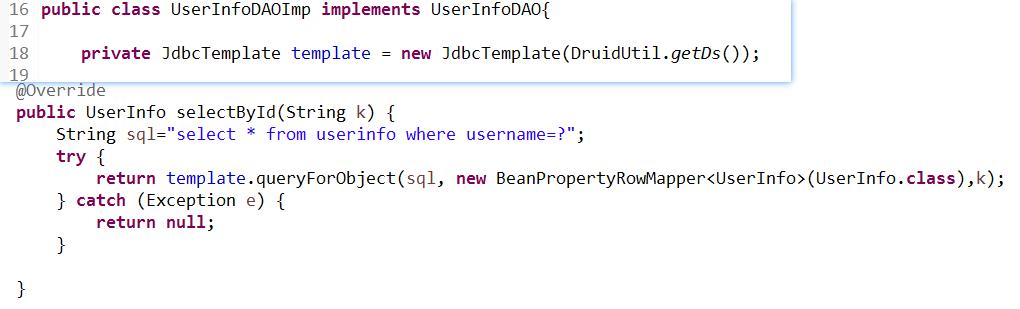 16 public class UserInfoDAOImp implements UserInfoDAO{
17
18     private JdbcTemplate template = new JdbcTemplate(DruidUtil.getDs());
19
@Override
public UserInfo selectById(String k) {
    String sql="select * from userinfo where username=?";
    try {
        return template.queryForObject(sql, new BeanPropertyRowMapper<UserInfo>(UserInfo.class),k);
    } catch (Exception e) {
        return null;
    }
}